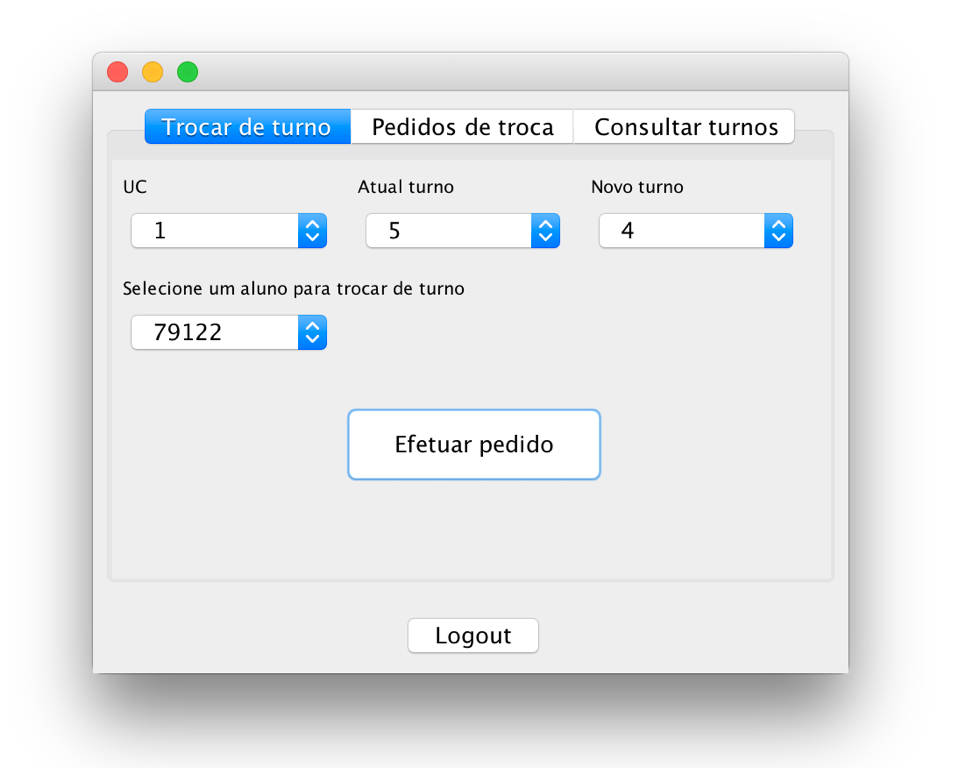 Trocar de turno Pedidos de troca Consultar turnos
UC Atual turno Novo turno
1 5 4
Selecione um aluno para trocar de turno
79122
Efetuar pedido
Logout